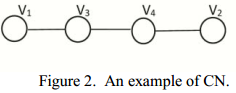 V1 V3 V4 V2
Figure 2. An example of CN.